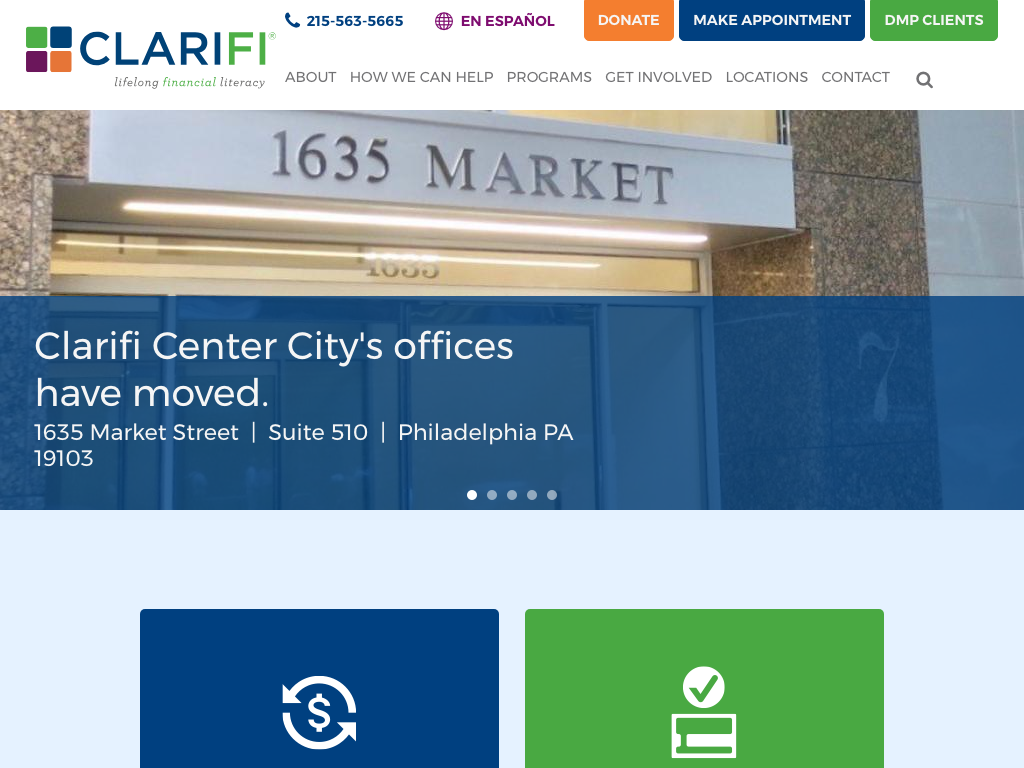 215-563-5665
EN ESPAÑOL
DONATE
MAKE APPOINTMENT
DMP CLIENTS
CLARIFI®
lifelong financial literacy
ABOUT
HOW WE CAN HELP
PROGRAMS
GET INVOLVED
LOCATIONS
CONTACT
1635 MARKET
1635
7
Clarifi Center City's offices
have moved.
1635 Market Street | Suite 510 | Philadelphia PA
19103
$